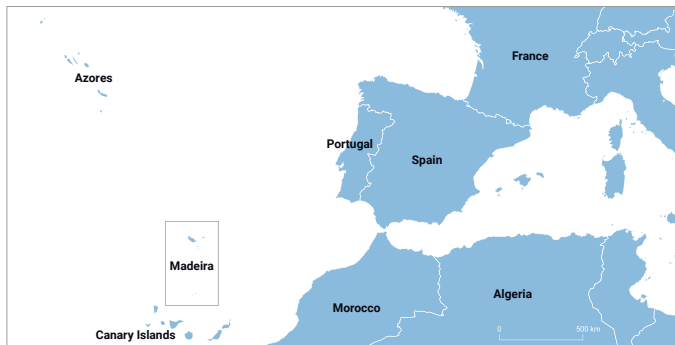 France
Azores
Portugal
Spain
Madeira
Algeria
Morocco
0 500 km
Canary Islands